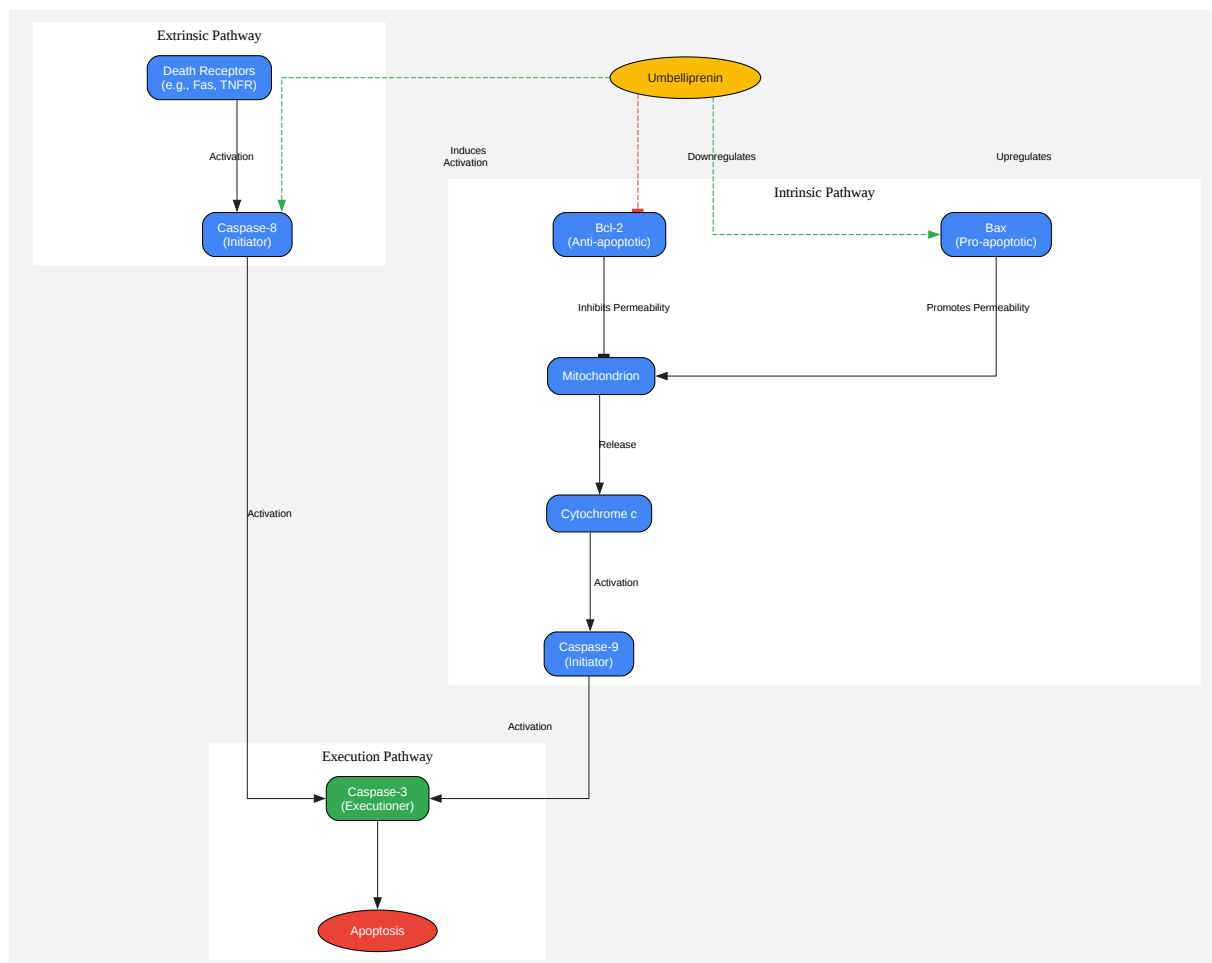 Extrinsic Pathway
Death Receptors
(e.g., Fas, TNFR)
Umbelliprenin
Activation
Induces
Activation
Downregulates
Upregulates
Intrinsic Pathway
Caspase-8
(Initiator)
Bcl-2
(Anti-apoptotic)
Bax
(Pro-apoptotic)
Inhibits Permeability
Promotes Permeability
Mitochondrion
Release
Cytochrome c
Activation
Activation
Caspase-9
(Initiator)
Activation
Execution Pathway
Caspase-3
(Executioner)
Apoptosis